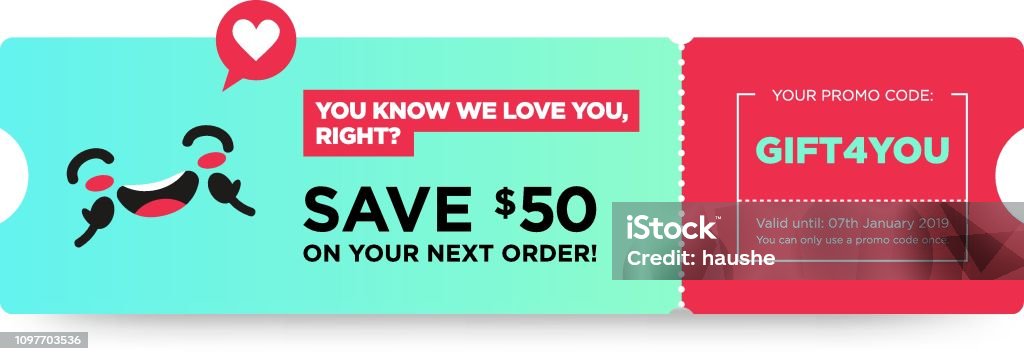 YOU KNOW WE LOVE YOU,
RIGHT?
SAVE $50
ON YOUR NEXT ORDER!
YOUR PROMO CODE:
GIFT4YOU
Valid until: 07th January 2019
You can only use a promo code once.
iStock™
Credit: haushe
1097703536